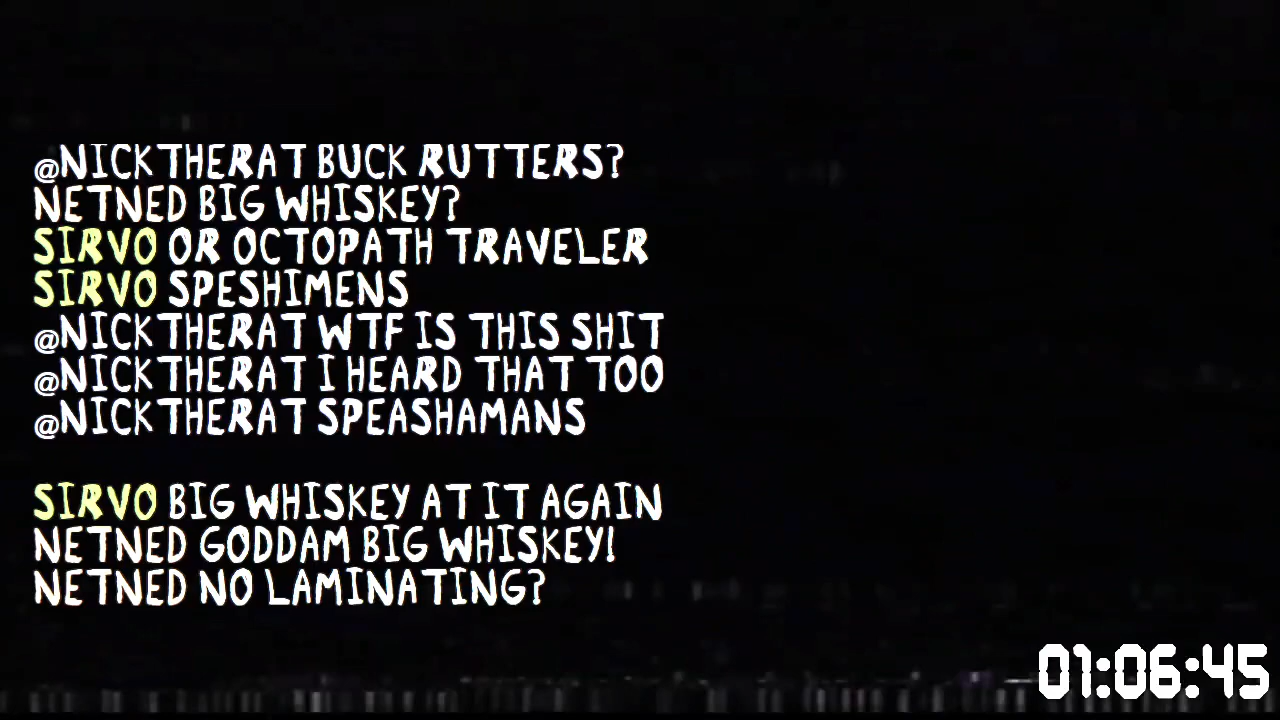 @NICKTHERAT BUCK RUTTERS?
NETNED BIG WHISKEY?
SIRVO OR OCTOPATH TRAVELER
SIRVO SPESHIMENS
@NICKTHERAT WTF IS THIS SHIT
@NICKTHERAT I HEARD THAT TOO
@NICKTHERAT SPEASHAMANS
SIRVO BIG WHISKEY AT IT AGAIN
NETNED GODDAM BIG WHISKEY!
NETNED NO LAMINATING?
01:06:45